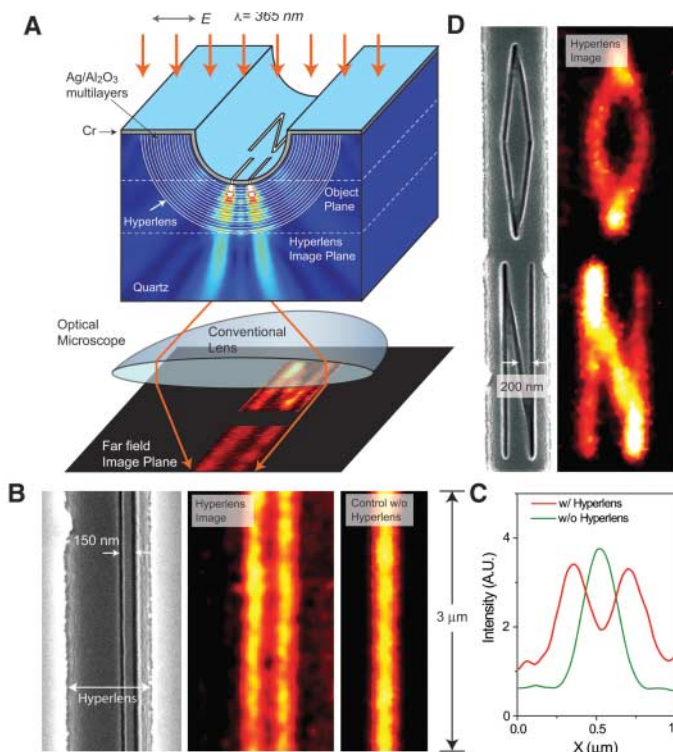 A
E
λ= 365 nm
Ag/Al2O3
multilayers
Cr
Hyperlens
Object
Plane
Hyperlens
Image Plane
Quartz
Optical
Microscope
Conventional
Lens
Far field
Image Plane
B
150 nm
Hyperlens
Hyperlens
Image
Control w/o
Hyperlens
3 μm
D
200 nm
Hyperlens
Image
C
w/ Hyperlens
w/o Hyperlens
Intensity (A.U.)
4
2
0
0.0
0.5
X (μm)